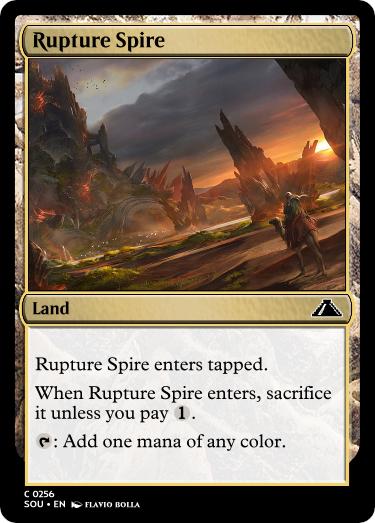 Rupture Spire
Land
Rupture Spire enters tapped.
When Rupture Spire enters, sacrifice
it unless you pay 1.
: Add one mana of any color.
C 0256
SOU • EN FLAVIO BOLLA